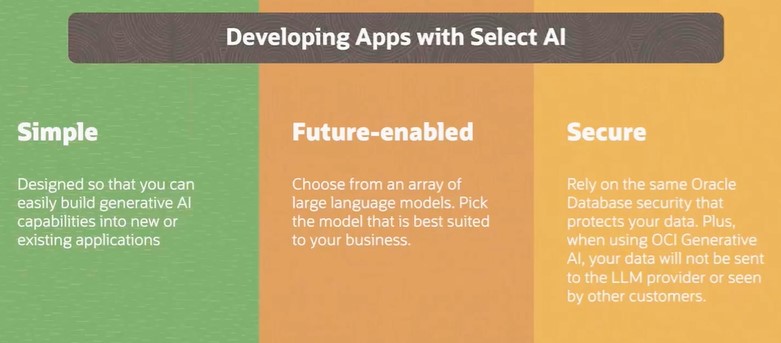 Developing Apps with Select AI
Simple
Designed so that you can
easily build generative AI
capabilities into new or
existing applications
Future-enabled
Choose from an array of
large language models. Pick
the model that is best suited
to your business.
Secure
Rely on the same Oracle
Database security that
protects your data. Plus,
when using OCI Generative
AI, your data will not be sent
to the LLM provider or seen
by other customers.